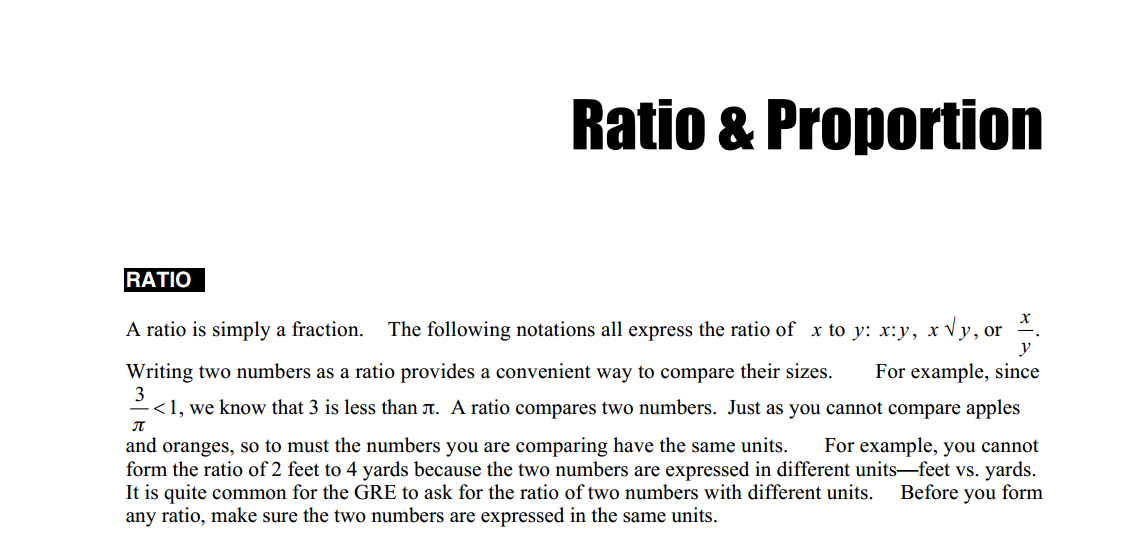 Ratio & Proportion
RATIO
A ratio is simply a fraction. The following notations all express the ratio of x to y: x:y, x √ y, or x/y.
Writing two numbers as a ratio provides a convenient way to compare their sizes. For example, since
3/π < 1, we know that 3 is less than π. A ratio compares two numbers. Just as you cannot compare apples
and oranges, so to must the numbers you are comparing have the same units. For example, you cannot
form the ratio of 2 feet to 4 yards because the two numbers are expressed in different units—feet vs. yards.
It is quite common for the GRE to ask for the ratio of two numbers with different units. Before you form
any ratio, make sure the two numbers are expressed in the same units.